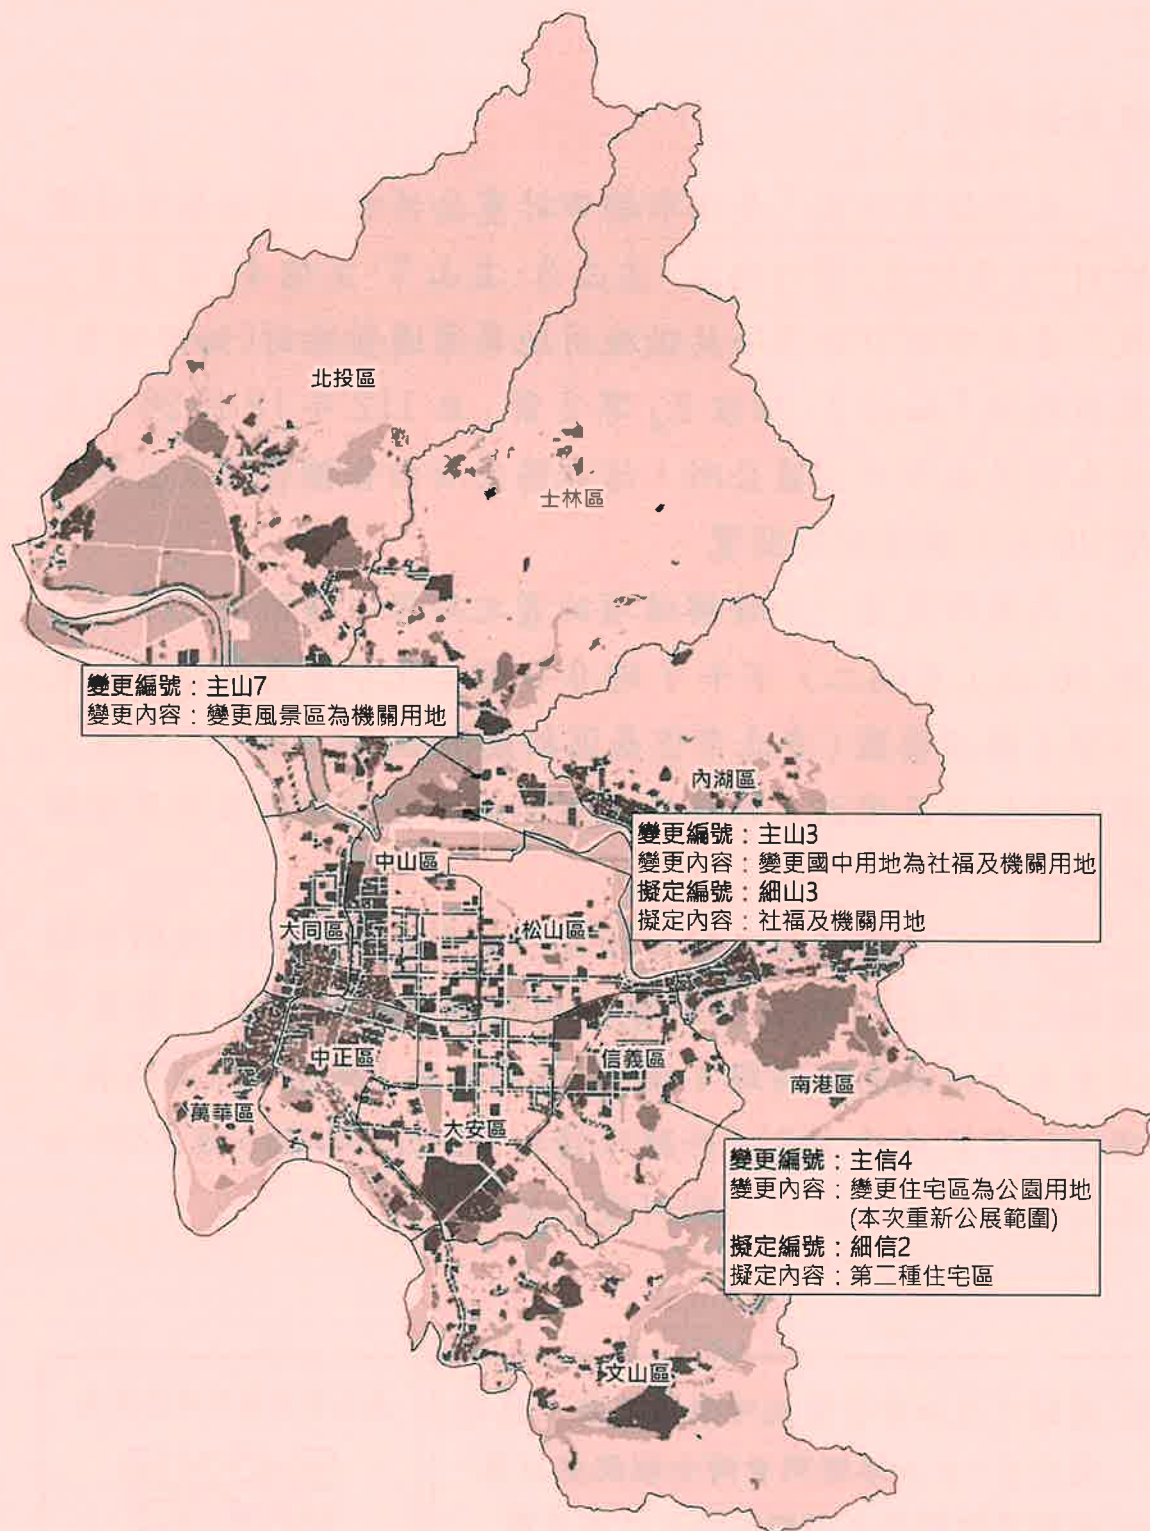 北投區
士林區
變更編號：主山7
變更內容：變更風景區為機關用地
內湖區
變更編號：主山3
變更內容：變更國中用地為社福及機關用地
擬定編號：細山3
擬定內容：社福及機關用地
中山區
大同區
松山區
中正區
信義區
南港區
萬華區
大安區
變更編號：主信4
變更內容：變更住宅區為公園用地
(本次重新公展範圍)
擬定編號：細信2
擬定內容：第二種住宅區
文山區